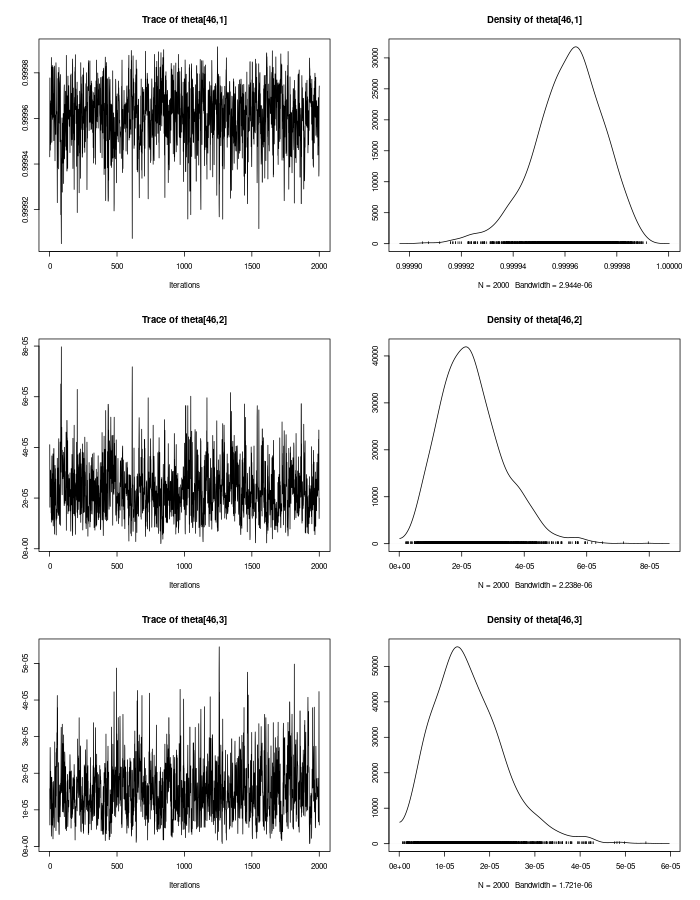 Trace of theta[46,1]
0.99992 0.99994 0.99996 0.99998
0 500 1000 1500 2000
Iterations
Density of theta[46,1]
0 5000 10000 15000 20000 25000 30000
0.99990 0.99992 0.99994 0.99996 0.99998 1.00000
N = 2000 Bandwidth = 2.944e-06
Trace of theta[46,2]
0e+00 2e-05 4e-05 6e-05 8e-05
0 500 1000 1500 2000
Iterations
Density of theta[46,2]
0 10000 20000 30000 40000
0e+00 2e-05 4e-05 6e-05 8e-05
N = 2000 Bandwidth = 2.238e-06
Trace of theta[46,3]
0e+00 1e-05 2e-05 3e-05 4e-05 5e-05
0 500 1000 1500 2000
Iterations
Density of theta[46,3]
0 10000 20000 30000 40000 50000
0e+00 1e-05 2e-05 3e-05 4e-05 5e-05 6e-05
N = 2000 Bandwidth = 1.721e-06